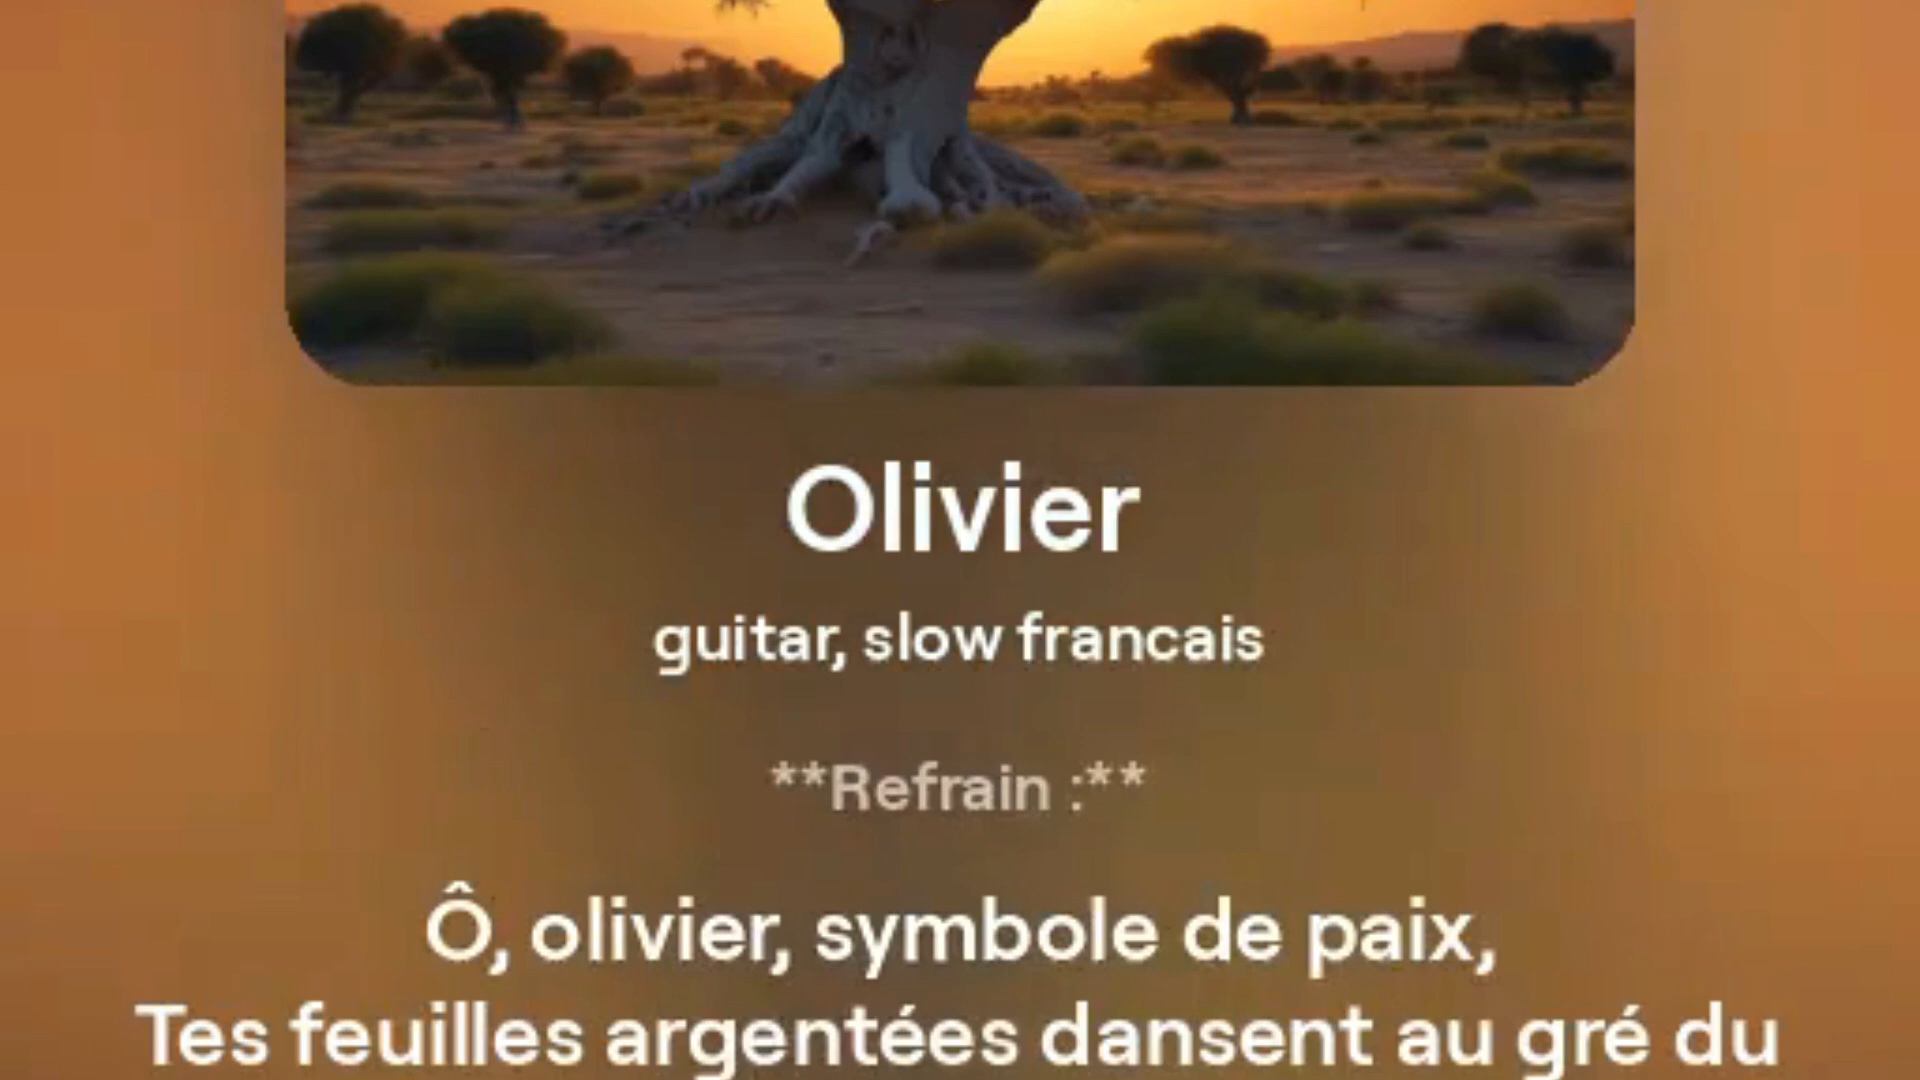 Olivier
guitar, slow francais
**Refrain :**
Ô, olivier, symbole de paix,
Tes feuilles argentées dansent au gré du